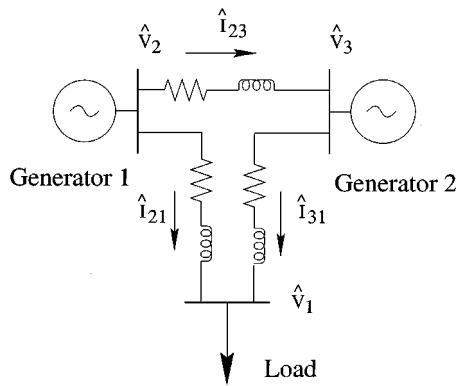 Î23
V̂2
V̂3
Generator 1
Generator 2
Î21
Î31
V̂1
Load